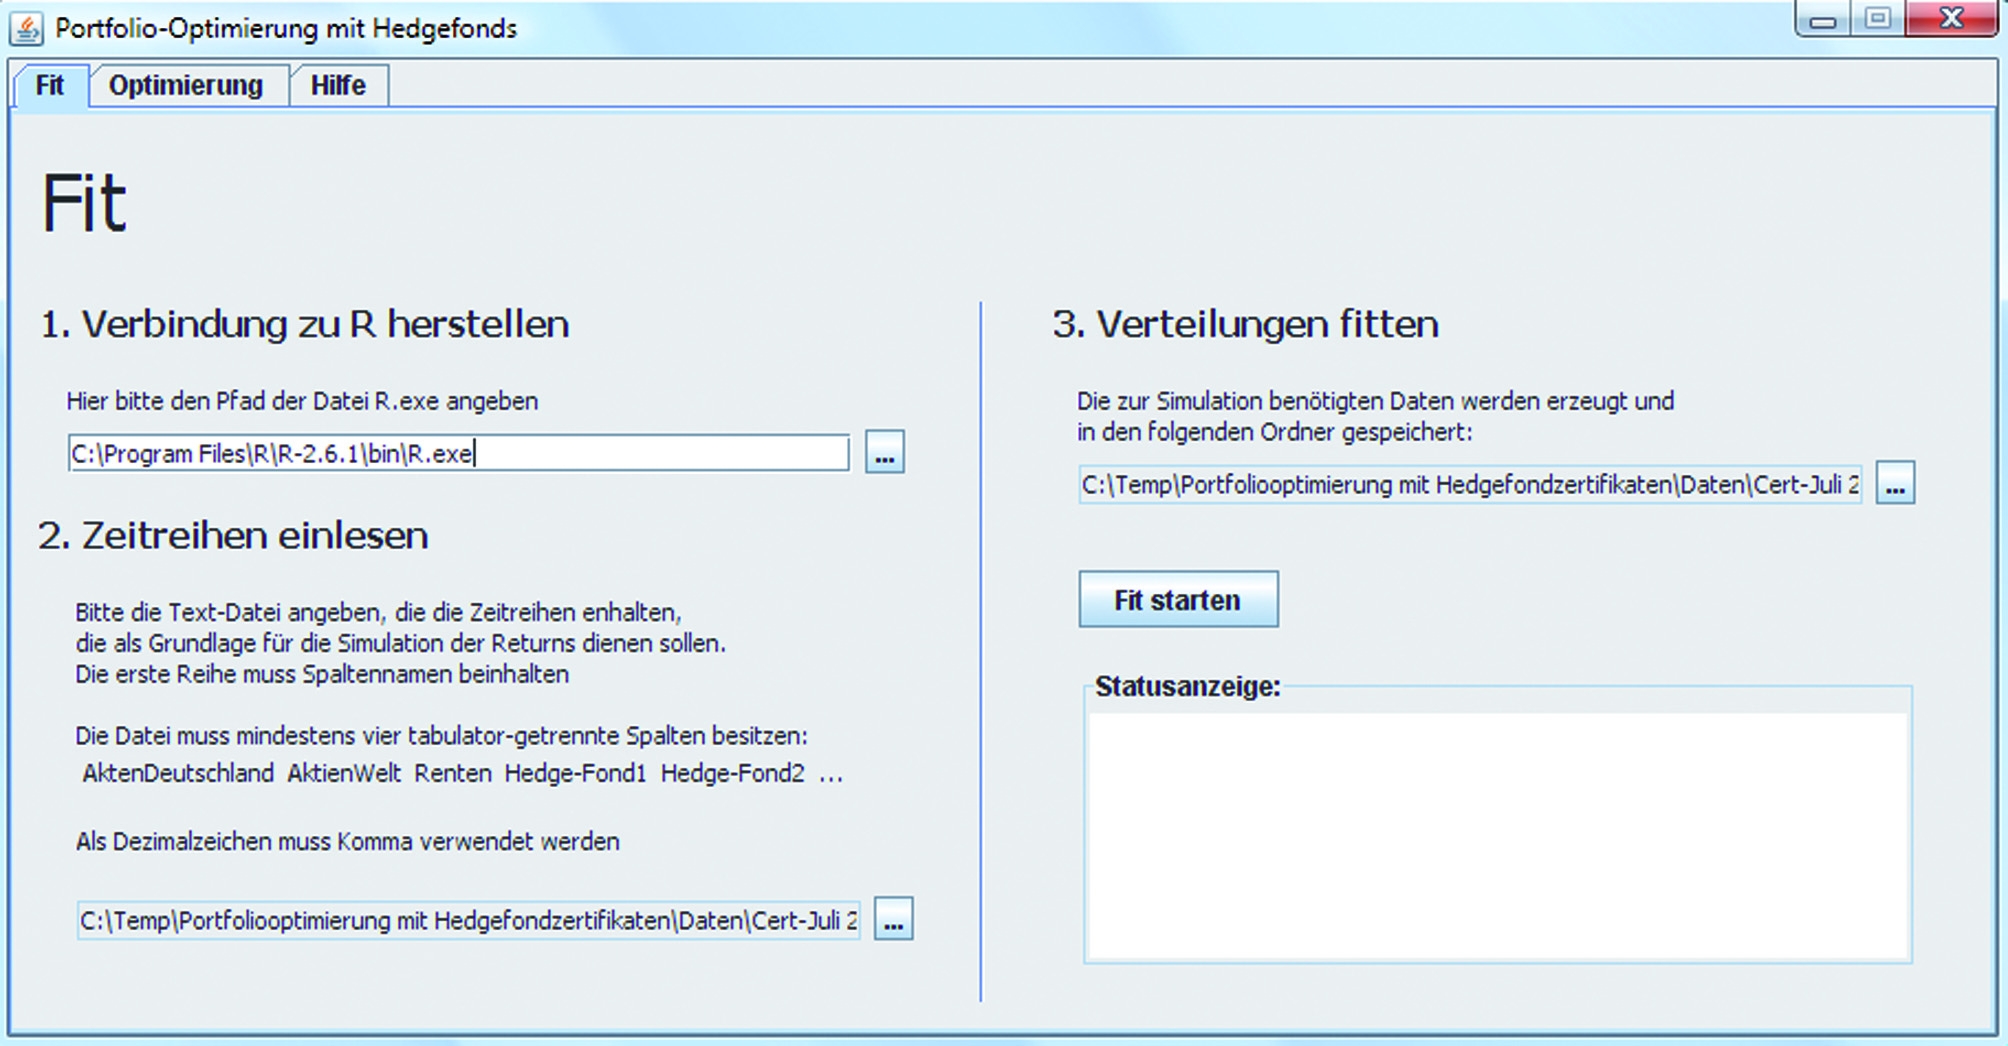 Portfolio-Optimierung mit Hedgefonds
Fit Optimierung Hilfe
Fit
1. Verbindung zu R herstellen
Hier bitte den Pfad der Datei R.exe angeben
C:\Program Files\R\R-2.6.1\bin\R.exe
...
2. Zeitreihen einlesen
Bitte die Text-Datei angeben, die die Zeitreihen enhalten,
die als Grundlage für die Simulation der Returns dienen sollen.
Die erste Reihe muss Spaltennamen beinhalten
Die Datei muss mindestens vier tabulator-getrennte Spalten besitzen:
AktenDeutschland AktienWelt Renten Hedge-Fond1 Hedge-Fond2 ...
Als Dezimalzeichen muss Komma verwendet werden
C:\Temp\Portfoliooptimierung mit Hedgefondzertifikaten\Daten\Cert-Juli 2
...
3. Verteilungen fitten
Die zur Simulation benötigten Daten werden erzeugt und
in den folgenden Ordner gespeichert:
C:\Temp\Portfoliooptimierung mit Hedgefondzertifikaten\Daten\Cert-Juli 2
...
Fit starten
Statusanzeige: